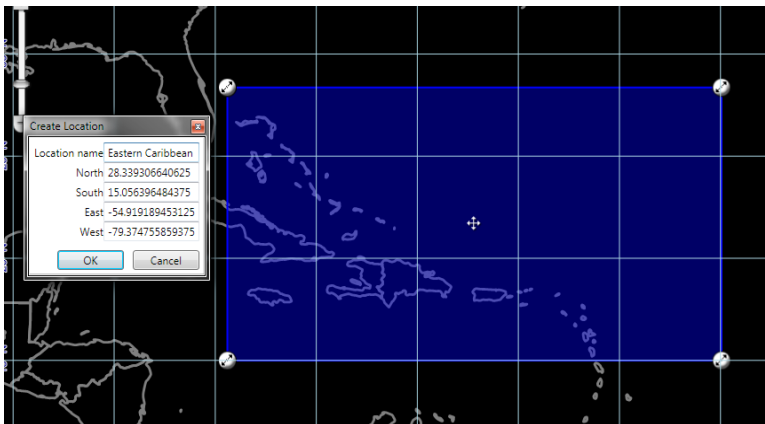 Create Location
Location name Eastern Caribbean
North 28.339306640625
South 15.056396484375
East -54.919189453125
West -79.374755859375
OK Cancel